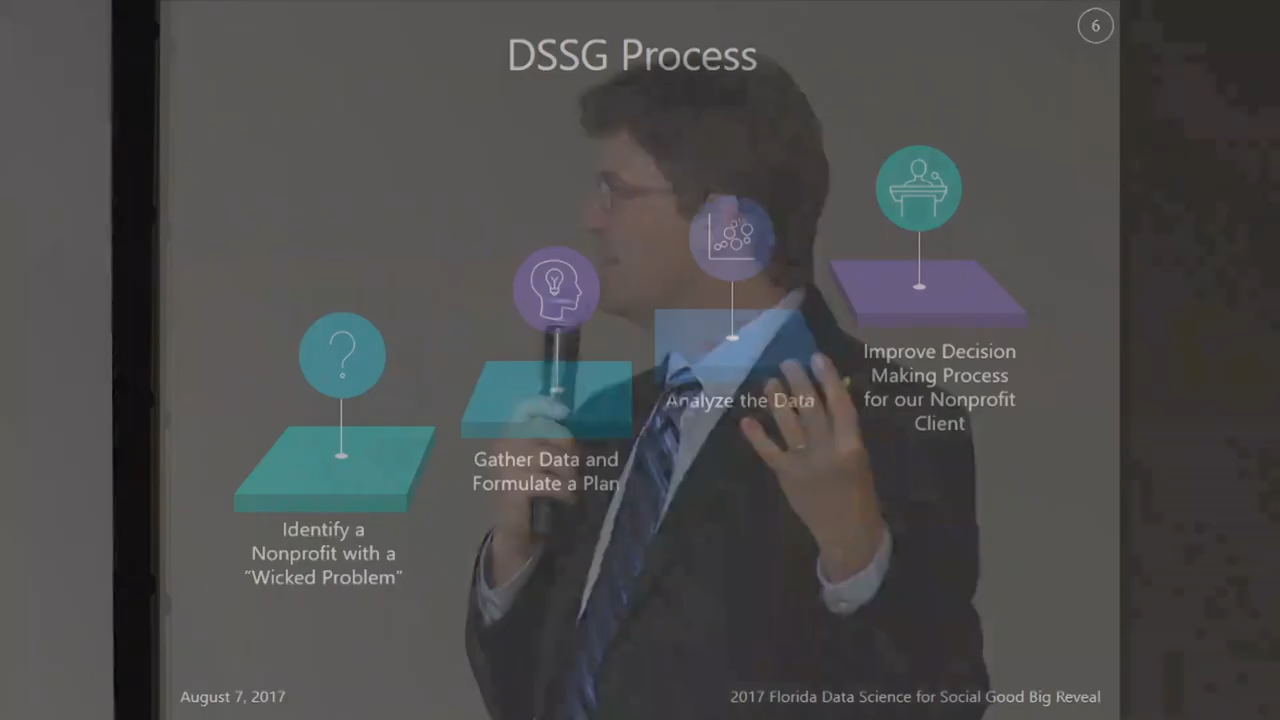 6
DSSG Process
Identify a
Nonprofit with a
“Wicked Problem”
Gather Data and
Formulate a Plan
Analyze the Data
Improve Decision
Making Process
for our Nonprofit
Client
August 7, 2017
2017 Florida Data Science for Social Good Big Reveal